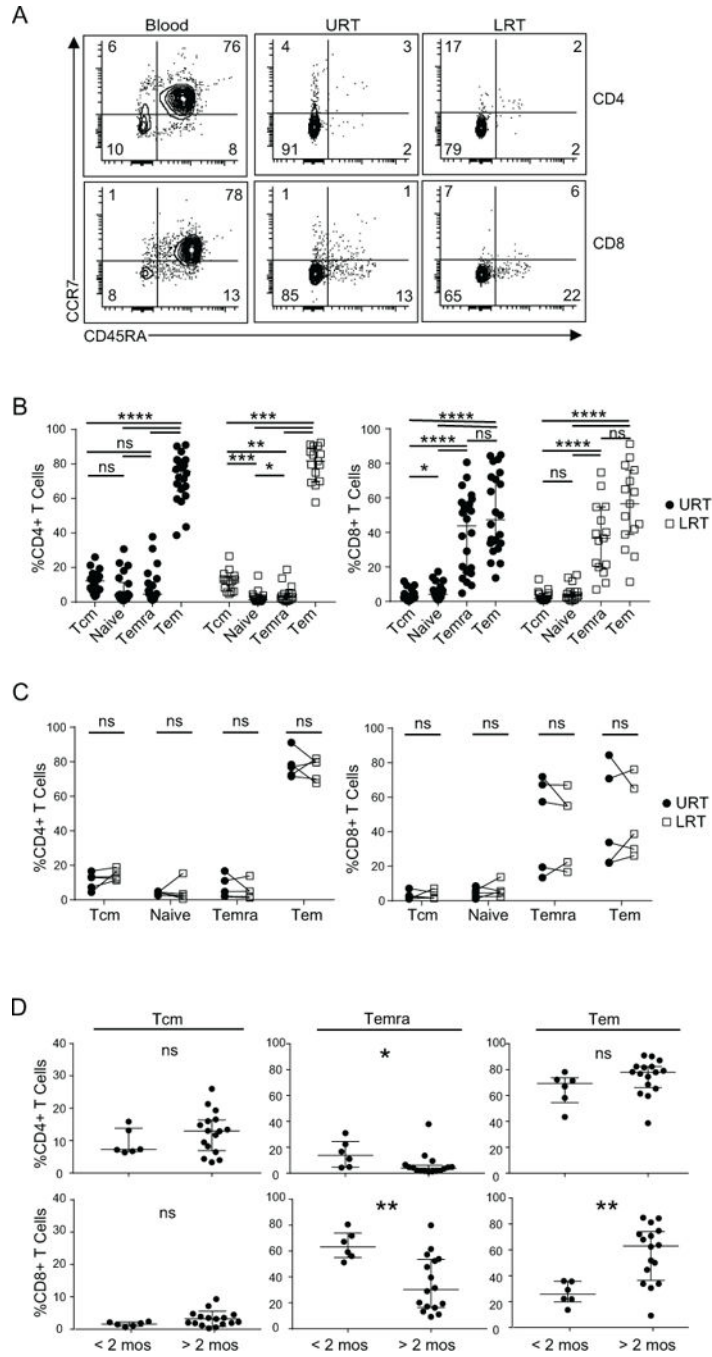 A
Blood URT LRT
6 76 4 3 17 2
CD4
10 8 91 2 79 2
1 78 1 1 7 6
CD8
8 13 85 13 65 22
CCR7
CD45RA
B
%CD4+ T Cells
100
80
60
40
20
0
****
ns
ns
***
**
***
*
Tcm Naive Temra Tem Tcm Naive Temra Tem
%CD8+ T Cells
100
80
60
40
20
0
****
****
ns
*
****
ns
****
ns
Tcm Naive Temra Tem Tcm Naive Temra Tem
URT
LRT
C
%CD4+ T Cells
100
80
60
40
20
0
ns ns ns ns
Tcm Naive Temra Tem
%CD8+ T Cells
100
80
60
40
20
0
ns ns ns ns
Tcm Naive Temra Tem
URT
LRT
D
Tcm Temra Tem
%CD4+ T Cells
40
30
20
10
0
ns
100
80
60
40
20
0
*
100
80
60
40
20
0
ns
%CD8+ T Cells
40
30
20
10
0
ns
100
80
60
40
20
0
**
100
80
60
40
20
0
**
< 2 mos > 2 mos < 2 mos > 2 mos < 2 mos > 2 mos